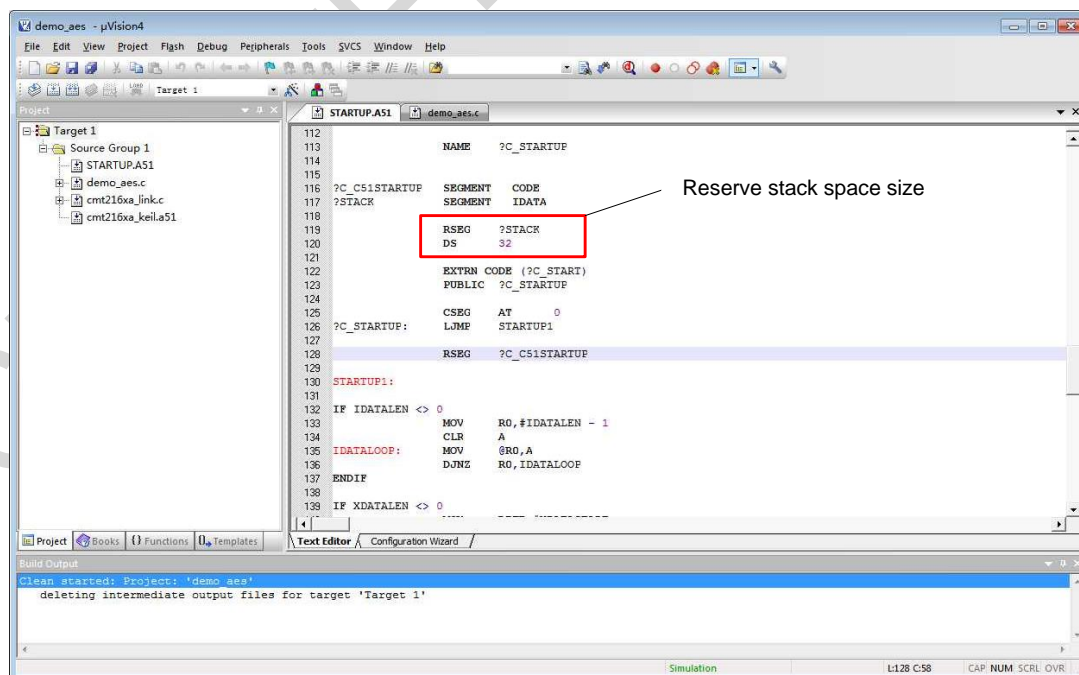 demo_aes - µVision4
File Edit View Project Flash Debug Peripherals Tools SVCS Window Help
LOAD Target 1
Project
Target 1
Source Group 1
STARTUP.A51
demo_aes.c
cmt216xa_link.c
cmt216xa_keil.a51
Project Books {} Functions Templates
STARTUP.A51 demo_aes.c
112
113 NAME ?C_STARTUP
114
115
116 ?C_C51STARTUP SEGMENT CODE
117 ?STACK SEGMENT IDATA
118
119 RSEG ?STACK
120 DS 32
121
122 EXTRN CODE (?C_START)
123 PUBLIC ?C_STARTUP
124
125 CSEG AT 0
126 ?C_STARTUP: LJMP STARTUP1
127
128 RSEG ?C_C51STARTUP
129
130 STARTUP1:
131
132 IF IDATALEN <> 0
133 MOV R0,#IDATALEN - 1
134 CLR A
135 IDATALOOP: MOV @R0,A
136 DJNZ R0,IDATALOOP
137 ENDIF
138
139 IF XDATALEN <> 0
Reserve stack space size
Text Editor Configuration Wizard
Build Output
Clean started: Project: 'demo_aes'
deleting intermediate output files for target 'Target 1'
Simulation L:128 C:58 CAP NUM SCRL OVR